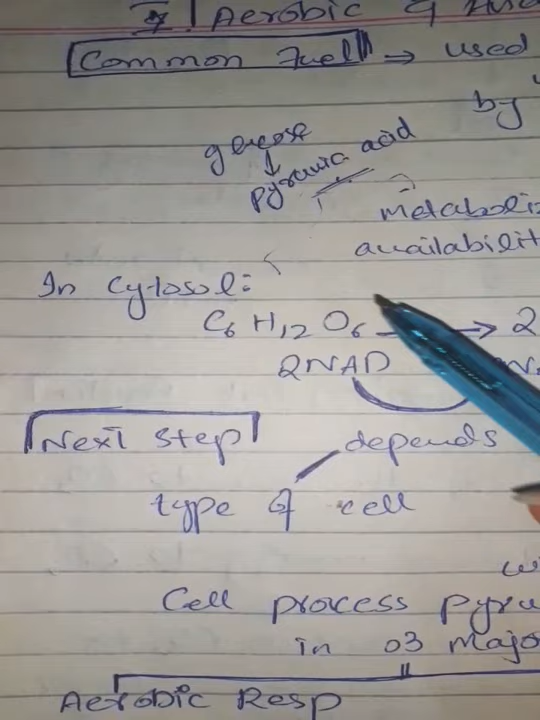 Aerobic &
Common Fuel → used
by
glucose
↓
pyruvic acid
metaboli
availabilit
In Cytosol:
C6 H12 O6 → 2
2NAD
Next Step
depends
type of cell
Cell process pyru
in 03 Majo
Aerobic Resp